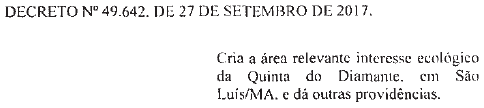 DECRETO Nº 49.642. DE 27 DE SETEMBRO DE 2017.
Cria a área relevante interesse ecológico
da Quinta do Diamante, em São
Luís/MA. e dá outras providências.